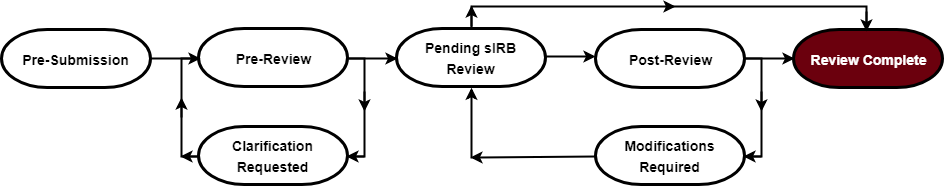 Pre-Submission
Pre-Review
Pending sIRB
Review
Post-Review
Review Complete
Clarification
Requested
Modifications
Required